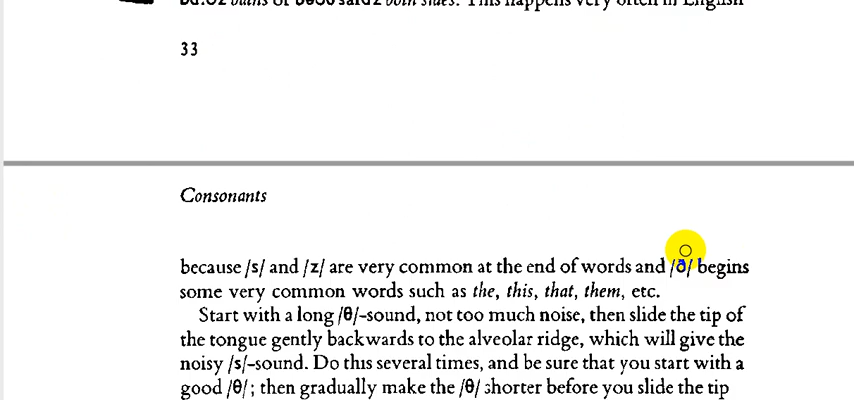 33
Consonants
because /s/ and /z/ are very common at the end of words and /ð/ begins
some very common words such as the, this, that, them, etc.
Start with a long /θ/-sound, not too much noise, then slide the tip of
the tongue gently backwards to the alveolar ridge, which will give the
noisy /s/-sound. Do this several times, and be sure that you start with a
good /θ/; then gradually make the /θ/ shorter before you slide the tip